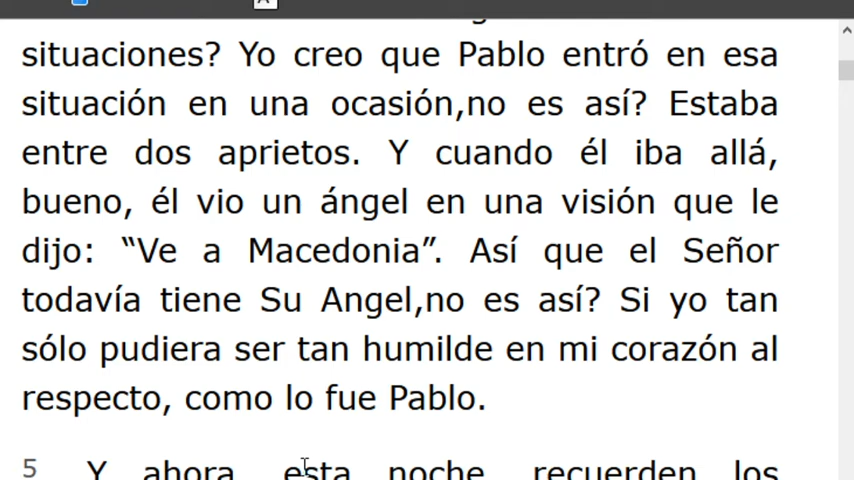 situaciones? Yo creo que Pablo entró en esa
situación en una ocasión,no es así? Estaba
entre dos aprietos. Y cuando él iba allá,
bueno, él vio un ángel en una visión que le
dijo: “Ve a Macedonia”. Así que el Señor
todavía tiene Su Angel,no es así? Si yo tan
sólo pudiera ser tan humilde en mi corazón al
respecto, como lo fue Pablo.
5 Y ahora, esta noche, recuerden los